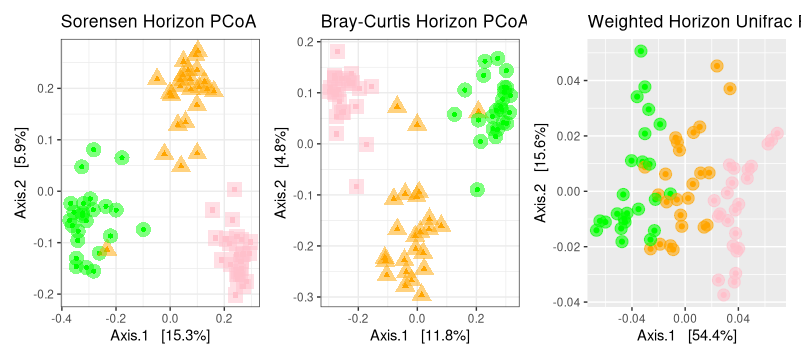 Sorensen Horizon PCoA
Axis.2 [5.9%]
0.2
0.1
0.0
-0.1
-0.2
-0.4
-0.2
0.0
0.2
Axis.1 [15.3%]
Bray-Curtis Horizon PCoA
Axis.2 [4.8%]
0.2
0.1
0.0
-0.1
-0.2
-0.3
-0.2
0.0
0.2
Axis.1 [11.8%]
Weighted Horizon Unifrac
Axis.2 [15.6%]
0.04
0.02
0.00
-0.02
-0.04
-0.04
0.00
0.04
Axis.1 [54.4%]